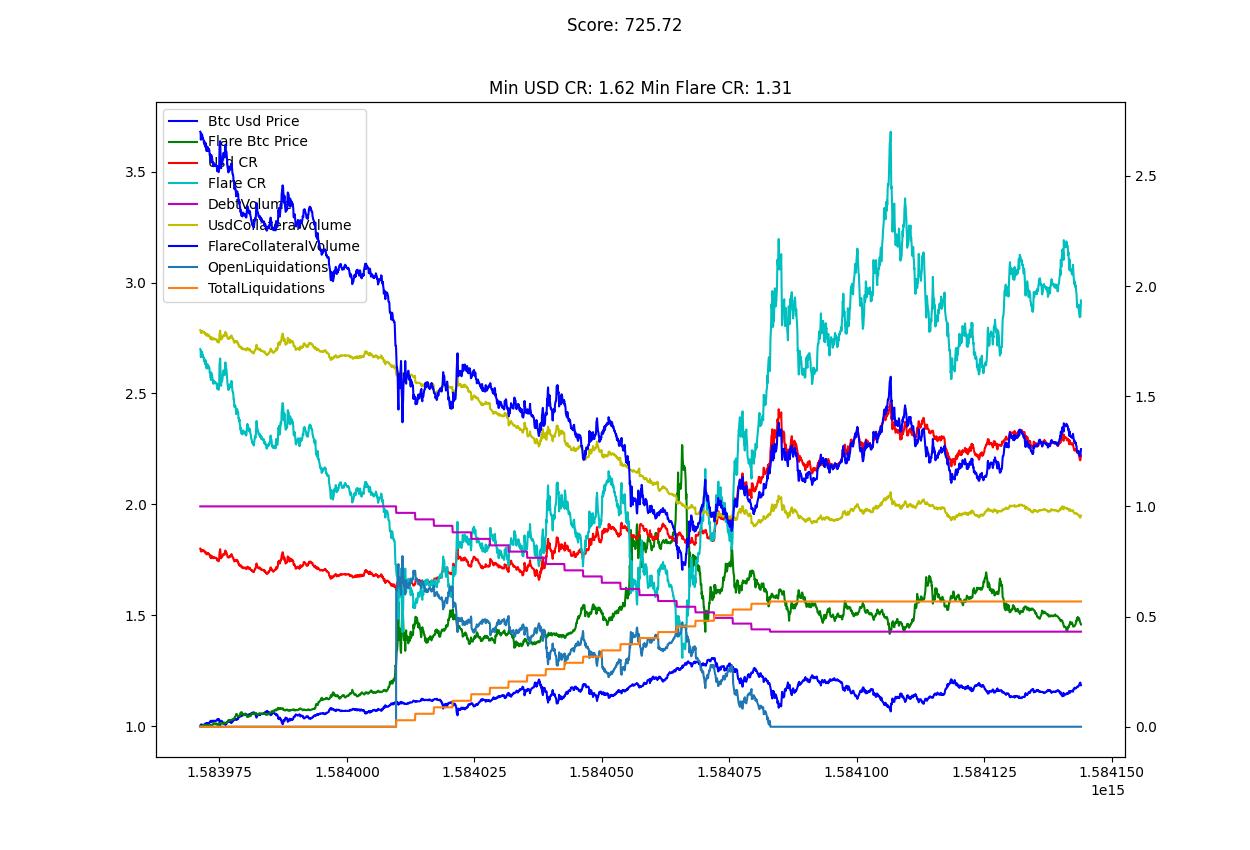 Score: 725.72
Min USD CR: 1.62 Min Flare CR: 1.31
Btc Usd Price
Flare Btc Price
Usd CR
Flare CR
DebtVolume
UsdCollateralVolume
FlareCollateralVolume
OpenLiquidations
TotalLiquidations
3.5
3.0
2.5
2.0
1.5
1.0
2.5
2.0
1.5
1.0
0.5
0.0
1.583975 1.584000 1.584025 1.584050 1.584075 1.584100 1.584125 1.584150
1e15